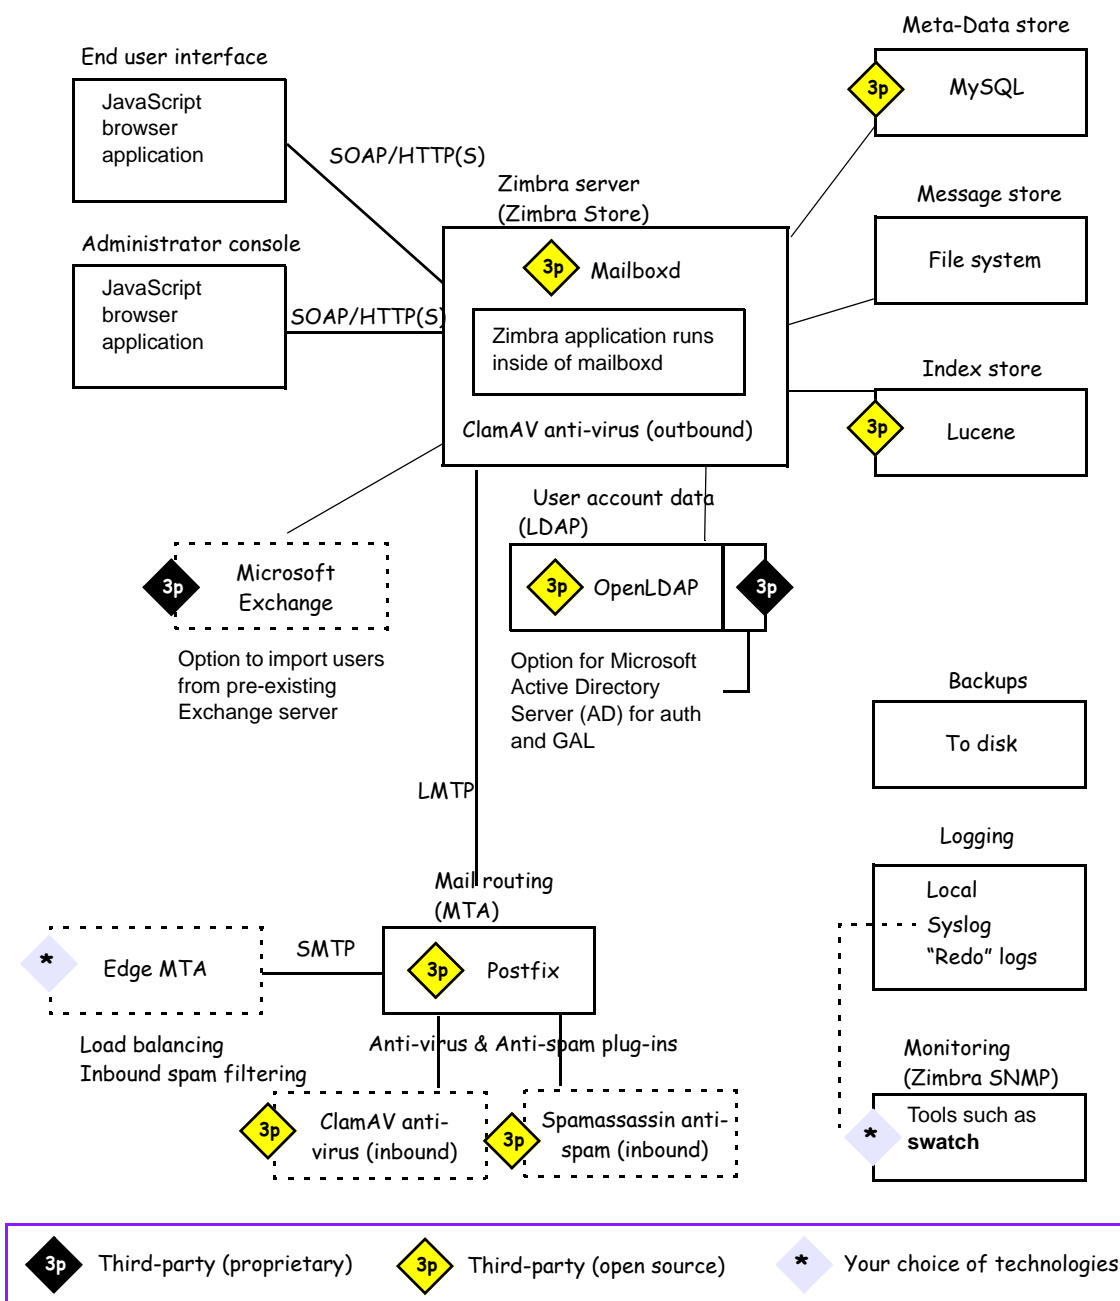 Meta-Data store
3p
MySQL
End user interface
JavaScript
browser
application
SOAP/HTTP(S)
Zimbra server
(Zimbra Store)
Message store
File system
Administrator console
JavaScript
browser
application
SOAP/HTTP(S)
3p
Mailboxd
Zimbra application runs
inside of mailboxd
ClamAV anti-virus (outbound)
Index store
3p
Lucene
User account data
(LDAP)
3p
OpenLDAP
3p
Option for Microsoft
Active Directory
Server (AD) for auth
and GAL
3p
Microsoft
Exchange
Option to import users
from pre-existing
Exchange server
Backups
To disk
LMTP
Logging
Local
Syslog
“Redo” logs
Mail routing
(MTA)
3p
Postfix
SMTP
*
Edge MTA
Load balancing
Inbound spam filtering
Anti-virus & Anti-spam plug-ins
3p
ClamAV anti-
virus (inbound)
3p
Spamassassin anti-
spam (inbound)
Monitoring
(Zimbra SNMP)
*
Tools such as
swatch
3p
Third-party (proprietary)
3p
Third-party (open source)
*
Your choice of technologies